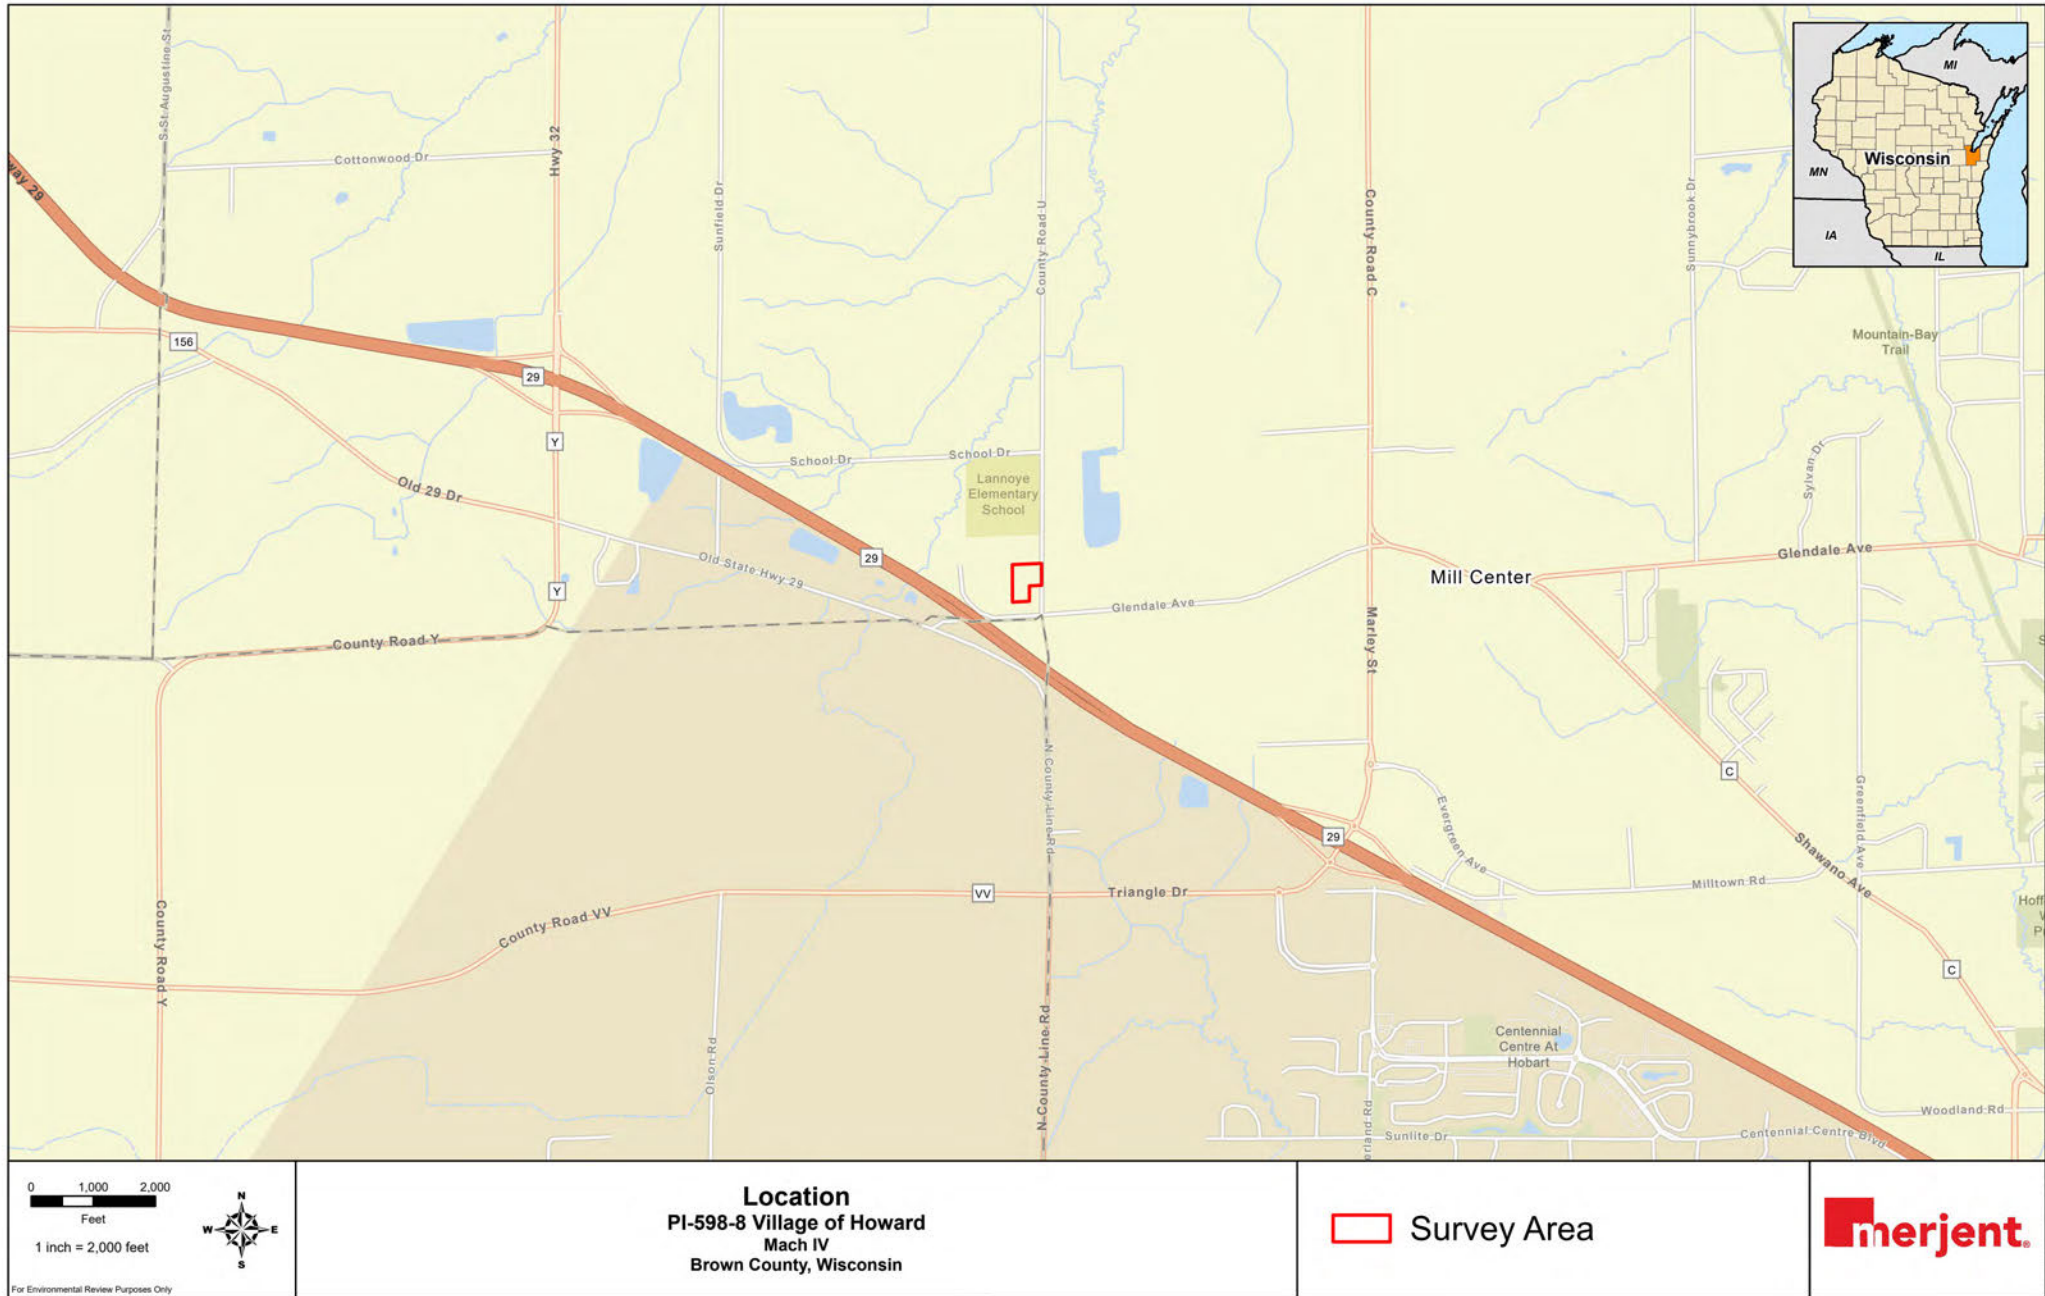 S St Augustine St
Hwy 32
Cottonwood Dr
Sunfield Dr
County Road U
County Road C
Sunnybrook Dr
MI
Wisconsin
MN
IA
IL
way 29
156
29
Y
Old 29 Dr
School Dr
School Dr
Lannoye
Elementary
School
Mountain-Bay
Trail
Sylvan Dr
Old State Hwy 29
29
Glendale Ave
Mill Center
Glendale Ave
Y
County Road Y
Marley St
N County Line Rd
C
Evergreen Ave
29
Shawano Ave
Greenfield Ave
Milltown Rd
VV
Triangle Dr
County Road VV
County Road Y
Hoff
C
Olson Rd
N County Line Rd
Centennial
Centre At
Hobart
erland Rd
Sunlite Dr
Centennial Centre Blvd
Woodland Rd
0 1,000 2,000
Feet
1 inch = 2,000 feet
N
W E
S
For Environmental Review Purposes Only
Location
PI-598-8 Village of Howard
Mach IV
Brown County, Wisconsin
Survey Area
merjent®